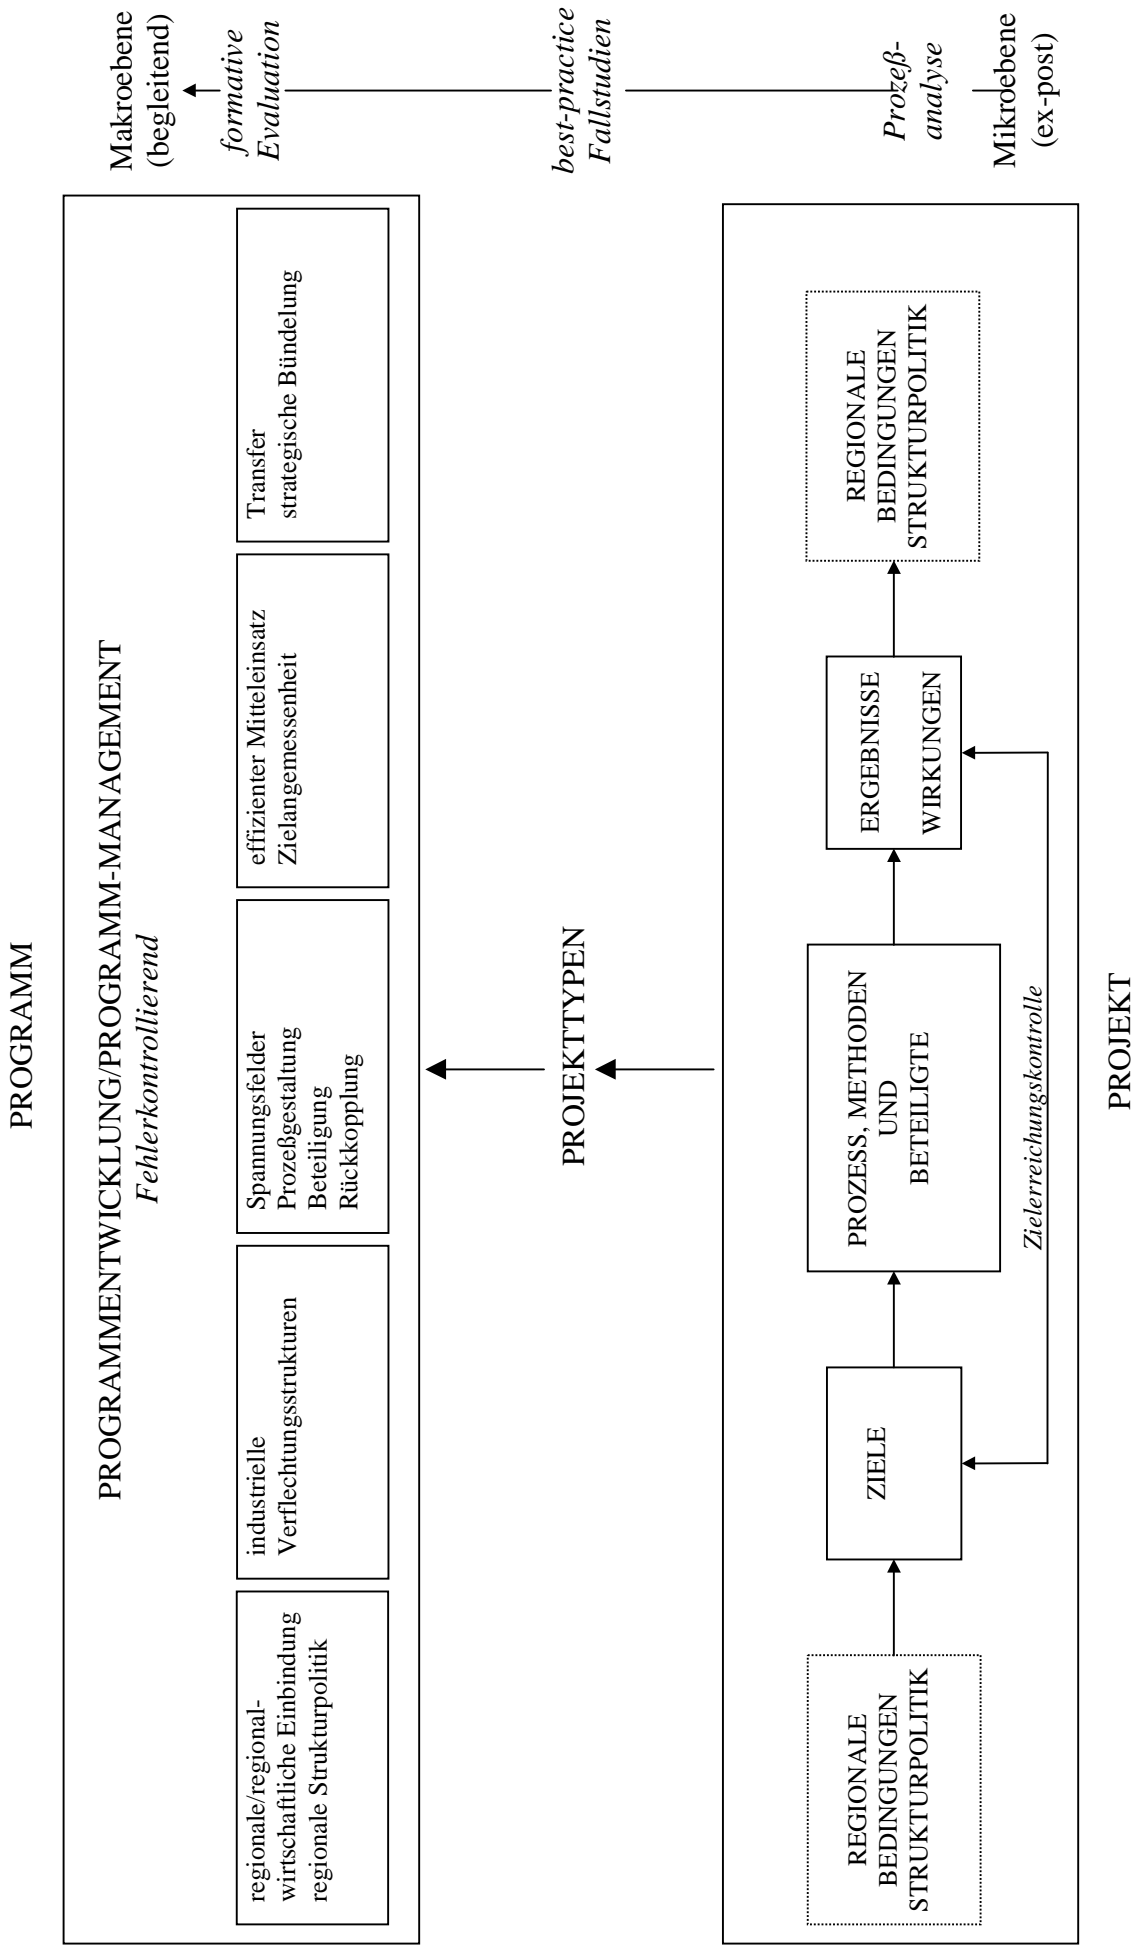 PROGRAMM
PROGRAMMENTWICKLUNG/PROGRAMM-MANAGEMENT
Fehlerkontrollierend
regionale/regional-
wirtschaftliche Einbindung
regionale Strukturpolitik
industrielle
Verflechtungsstrukturen
Spannungsfelder
Prozeßgestaltung
Beteiligung
Rückkopplung
effizienter Mitteleinsatz
Zielangemessenheit
Transfer
strategische Bündelung
Makroebene
(begleitend)
formative
Evaluation
PROJEKTTYPEN
best-practice
Fallstudien
REGIONALE
BEDINGUNGEN
STRUKTURPOLITIK
ZIELE
PROZESS, METHODEN
UND
BETEILIGTE
ERGEBNISSE
WIRKUNGEN
REGIONALE
BEDINGUNGEN
STRUKTURPOLITIK
Zielerreichungskontrolle
Prozeß-
analyse
Mikroebene
(ex-post)
PROJEKT